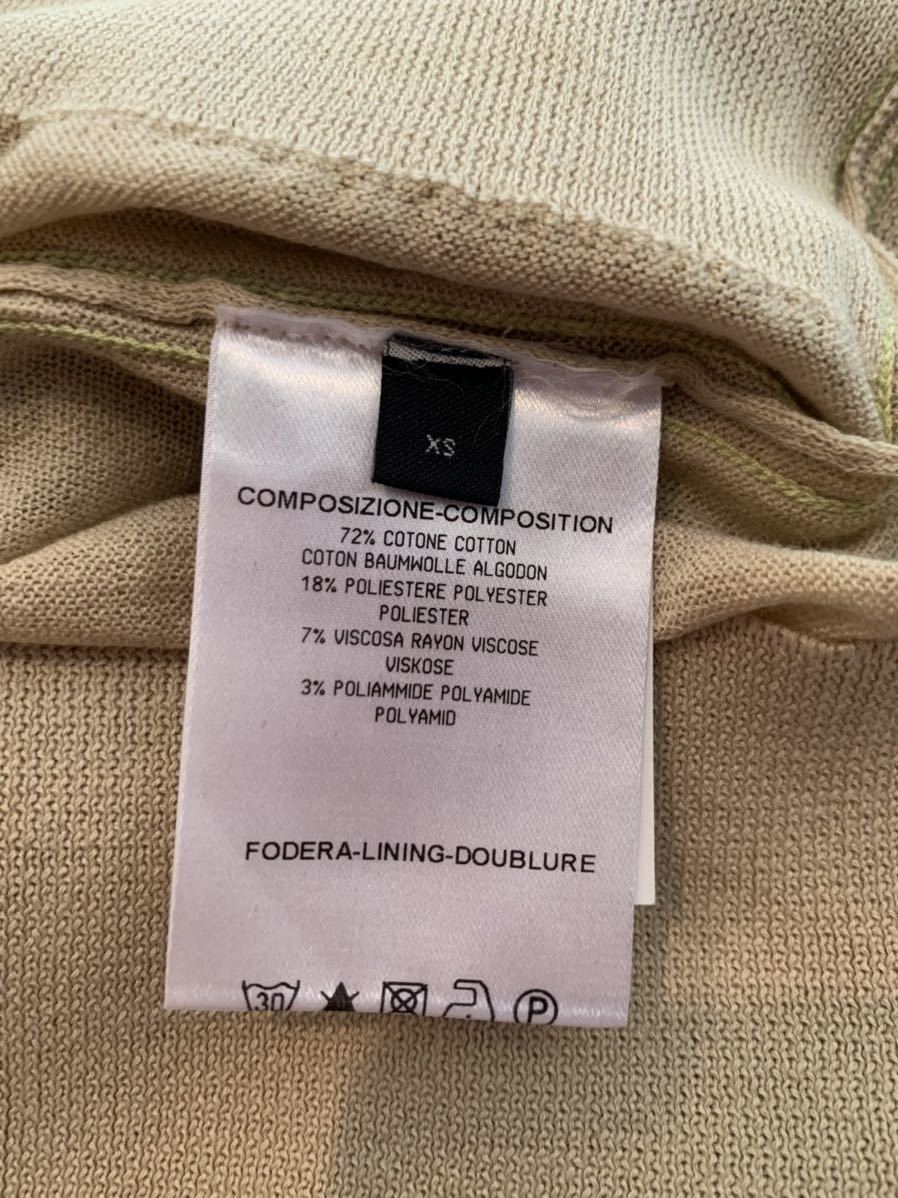 XS
COMPOSIZIONE-COMPOSITION
72% COTONE COTTON
COTON BAUMWOLLE ALGODON
18% POLIESTERE POLYESTER
POLIESTER
7% VISCOSA RAYON VISCOSE
VISKOSE
3% POLIAMMIDE POLYAMIDE
POLYAMID
FODERA-LINING-DOUBLURE
30 P